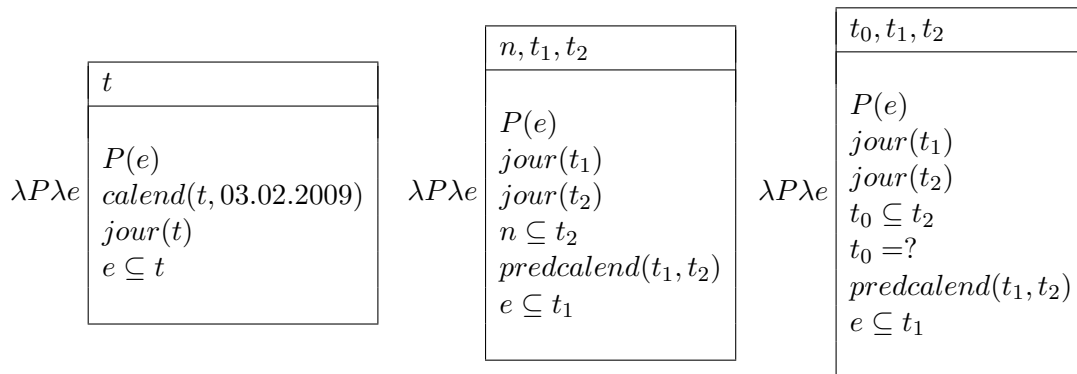 λPλe
t
P(e)
calend(t, 03.02.2009)
jour(t)
e ⊆ t
λPλe
n, t₁, t₂
P(e)
jour(t₁)
jour(t₂)
n ⊆ t₂
predcalend(t₁, t₂)
e ⊆ t₁
λPλe
t₀, t₁, t₂
P(e)
jour(t₁)
jour(t₂)
t₀ ⊆ t₂
t₀ =?
predcalend(t₁, t₂)
e ⊆ t₁